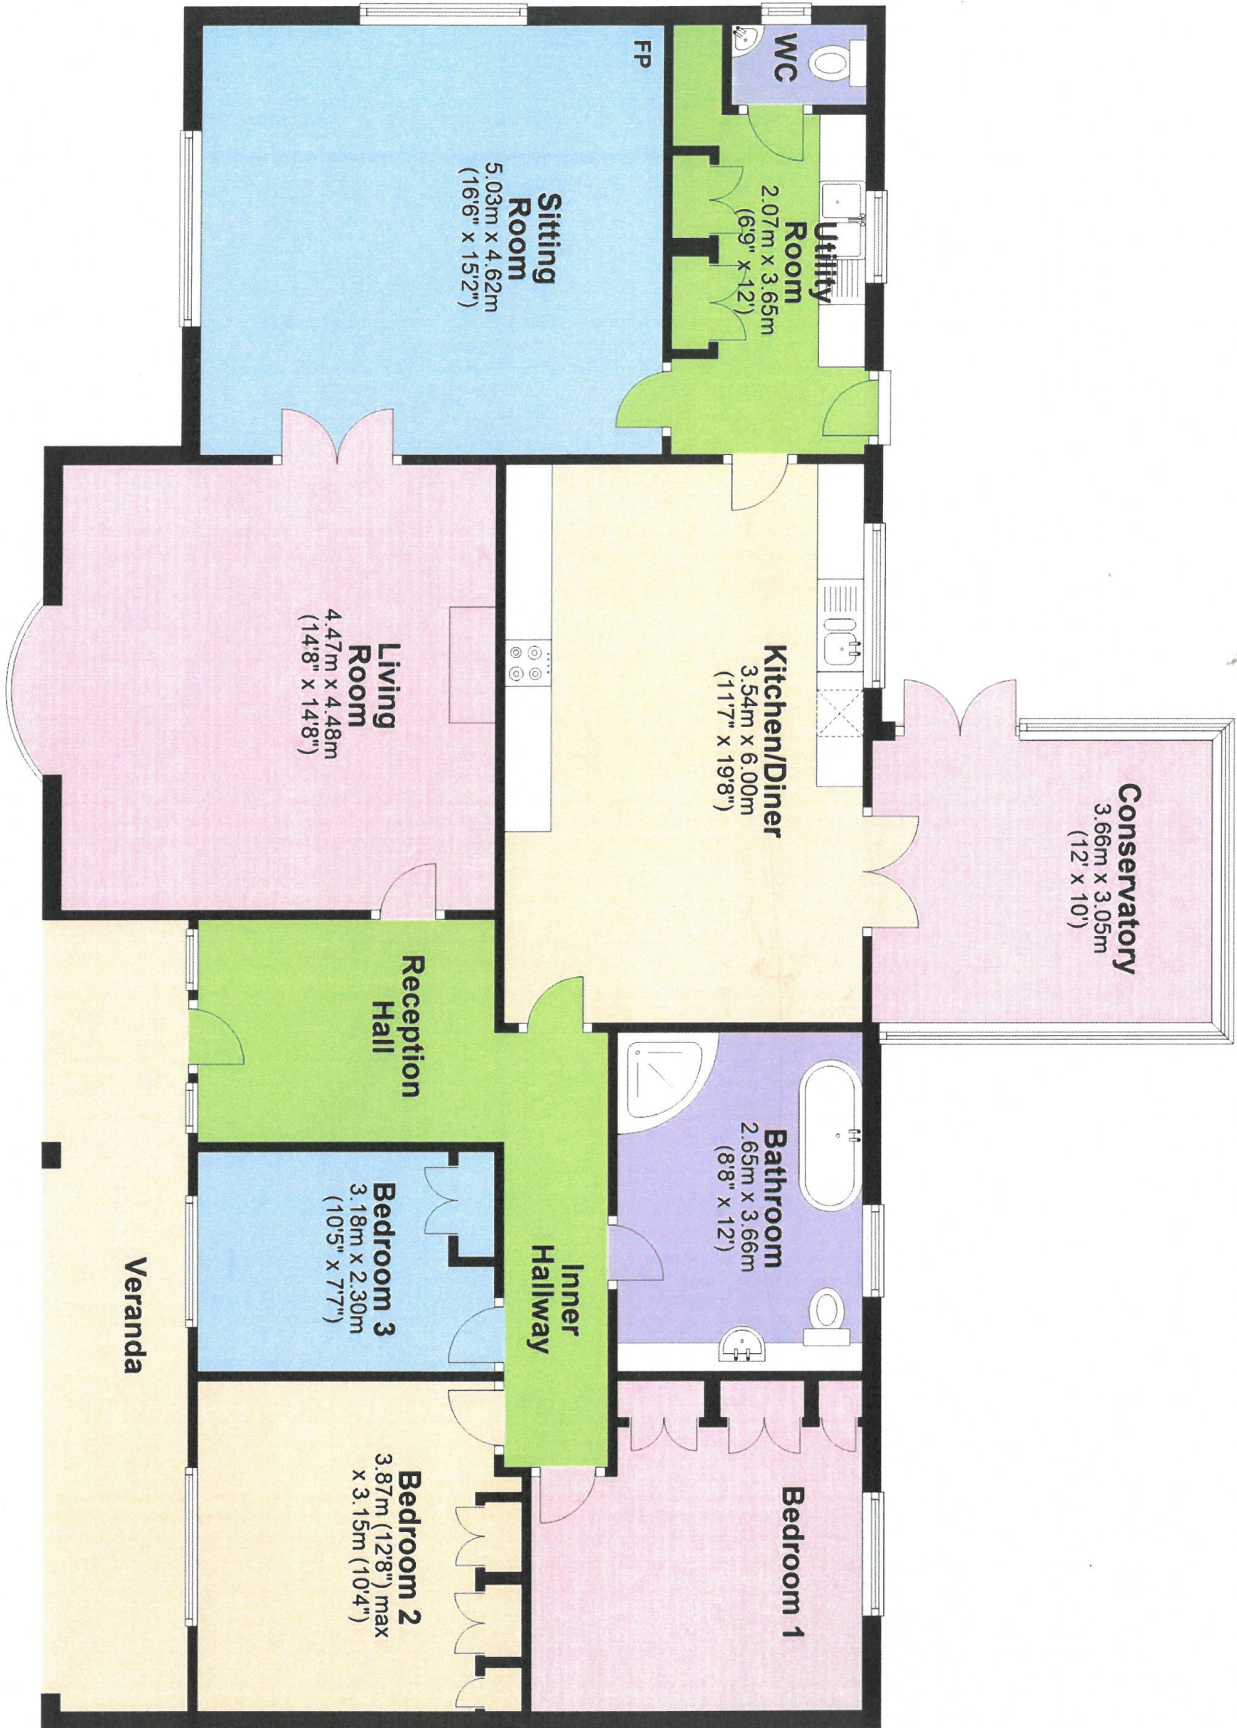 Conservatory
3.66m x 3.05m
(12' x 10')
WC
Utility
Room
2.07m x 3.65m
(6'9" x 12')
Kitchen/Diner
3.54m x 6.00m
(11'7" x 19'8")
Bathroom
2.65m x 3.66m
(8'8" x 12')
Bedroom 1
FP
Sitting
Room
5.03m x 4.62m
(16'6" x 15'2")
Living
Room
4.47m x 4.48m
(14'8" x 14'8")
Reception
Hall
Inner
Hallway
Bedroom 3
3.18m x 2.30m
(10'5" x 7'7")
Bedroom 2
3.87m (12'8") max
x 3.15m (10'4")
Veranda